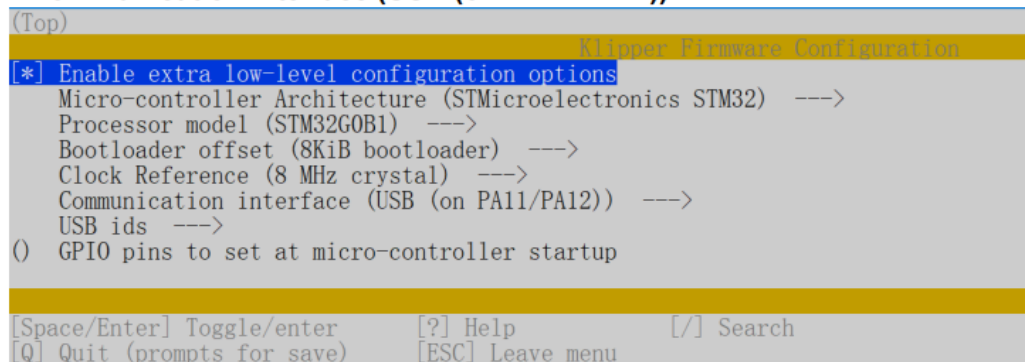 (Top)
Klipper Firmware Configuration
[*] Enable extra low-level configuration options
Micro-controller Architecture (STMicroelectronics STM32) --->
Processor model (STM32G0B1) --->
Bootloader offset (8KiB bootloader) --->
Clock Reference (8 MHz crystal) --->
Communication interface (USB (on PA11/PA12)) --->
USB ids --->
() GPIO pins to set at micro-controller startup
[Space/Enter] Toggle/enter [?] Help [/] Search
[Q] Quit (prompts for save) [ESC] Leave menu